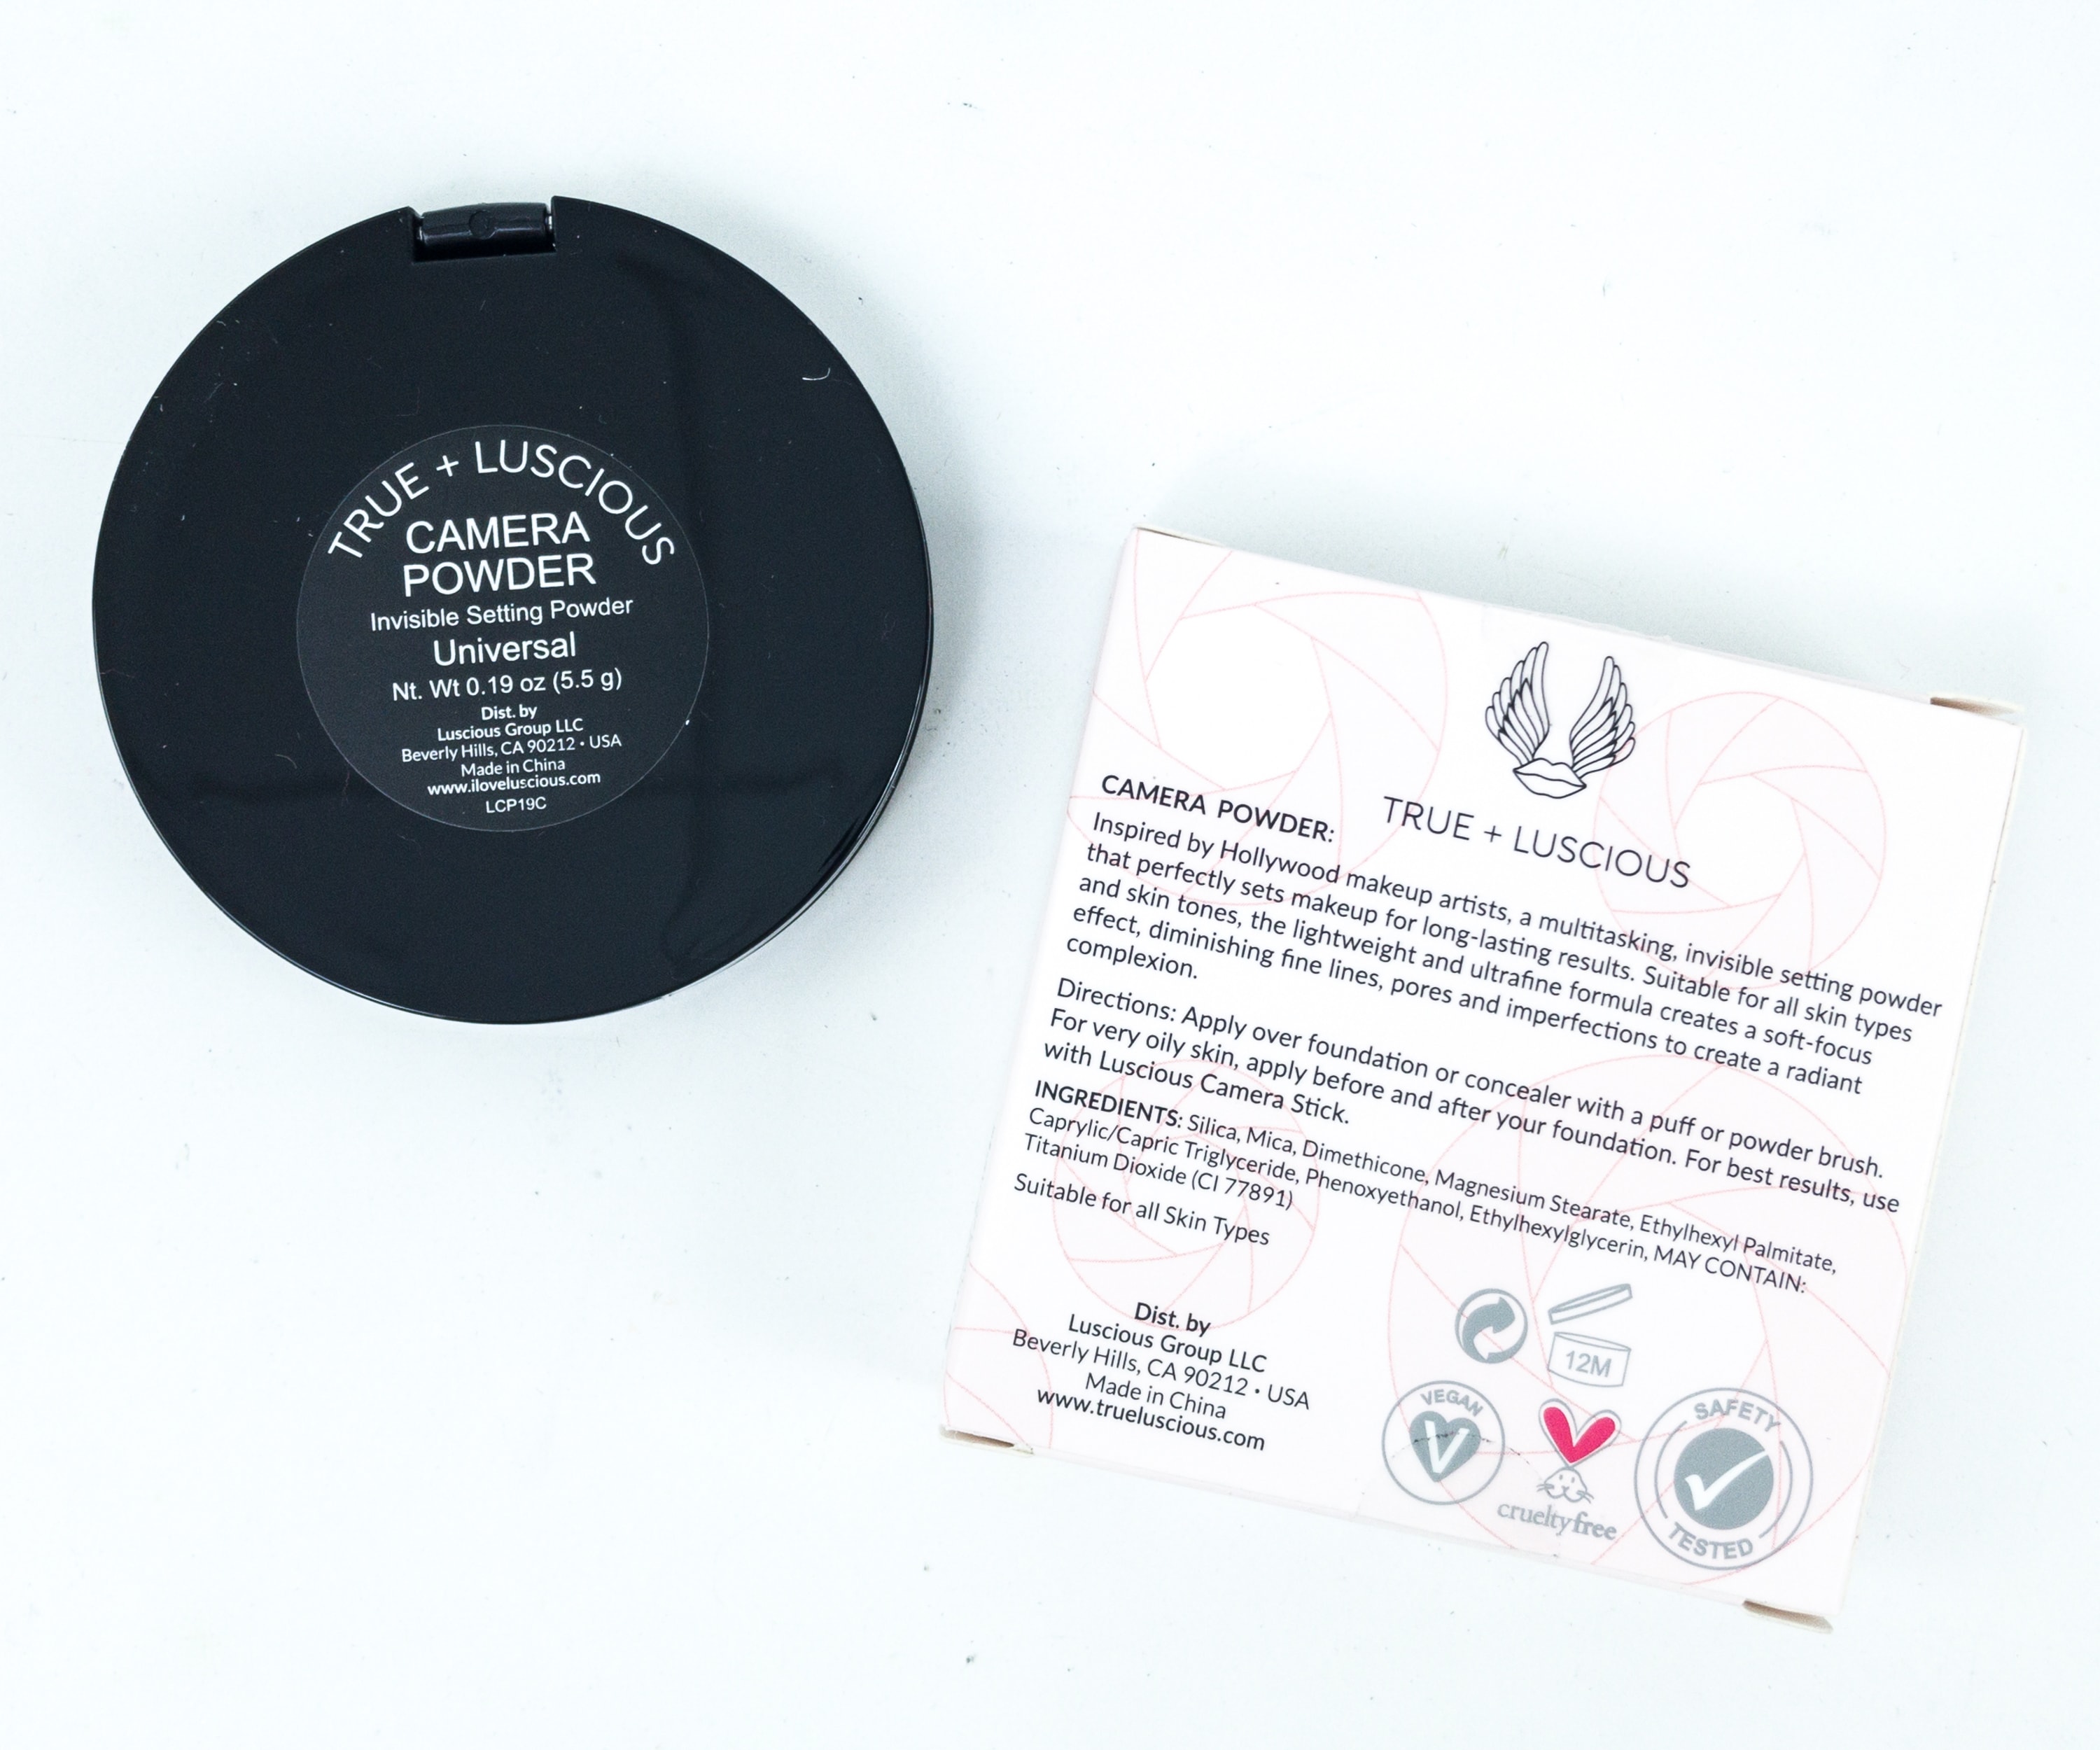 TRUE + LUSCIOUS
CAMERA
POWDER
Invisible Setting Powder
Universal
Nt. Wt 0.19 oz (5.5 g)
Dist. by
Luscious Group LLC
Beverly Hills, CA 90212 • USA
Made in China
www.iloveluscious.com
LCP19C
TRUE + LUSCIOUS
CAMERA POWDER:
Inspired by Hollywood makeup artists, a multitasking, invisible setting powder
that perfectly sets makeup for long-lasting results. Suitable for all skin types
and skin tones, the lightweight and ultrafine formula creates a soft-focus
effect, diminishing fine lines, pores and imperfections to create a radiant
complexion.
Directions: Apply over foundation or concealer with a puff or powder brush.
For very oily skin, apply before and after your foundation. For best results, use
with Luscious Camera Stick.
INGREDIENTS: Silica, Mica, Dimethicone, Magnesium Stearate, Ethylhexyl Palmitate,
Caprylic/Capric Triglyceride, Phenoxyethanol, Ethylhexylglycerin, MAY CONTAIN:
Titanium Dioxide (CI 77891)
Suitable for all Skin Types
Dist. by
Luscious Group LLC
Beverly Hills, CA 90212 • USA
Made in China
www.trueluscious.com
12M
VEGAN
V
crueltyfree
SAFETY
TESTED